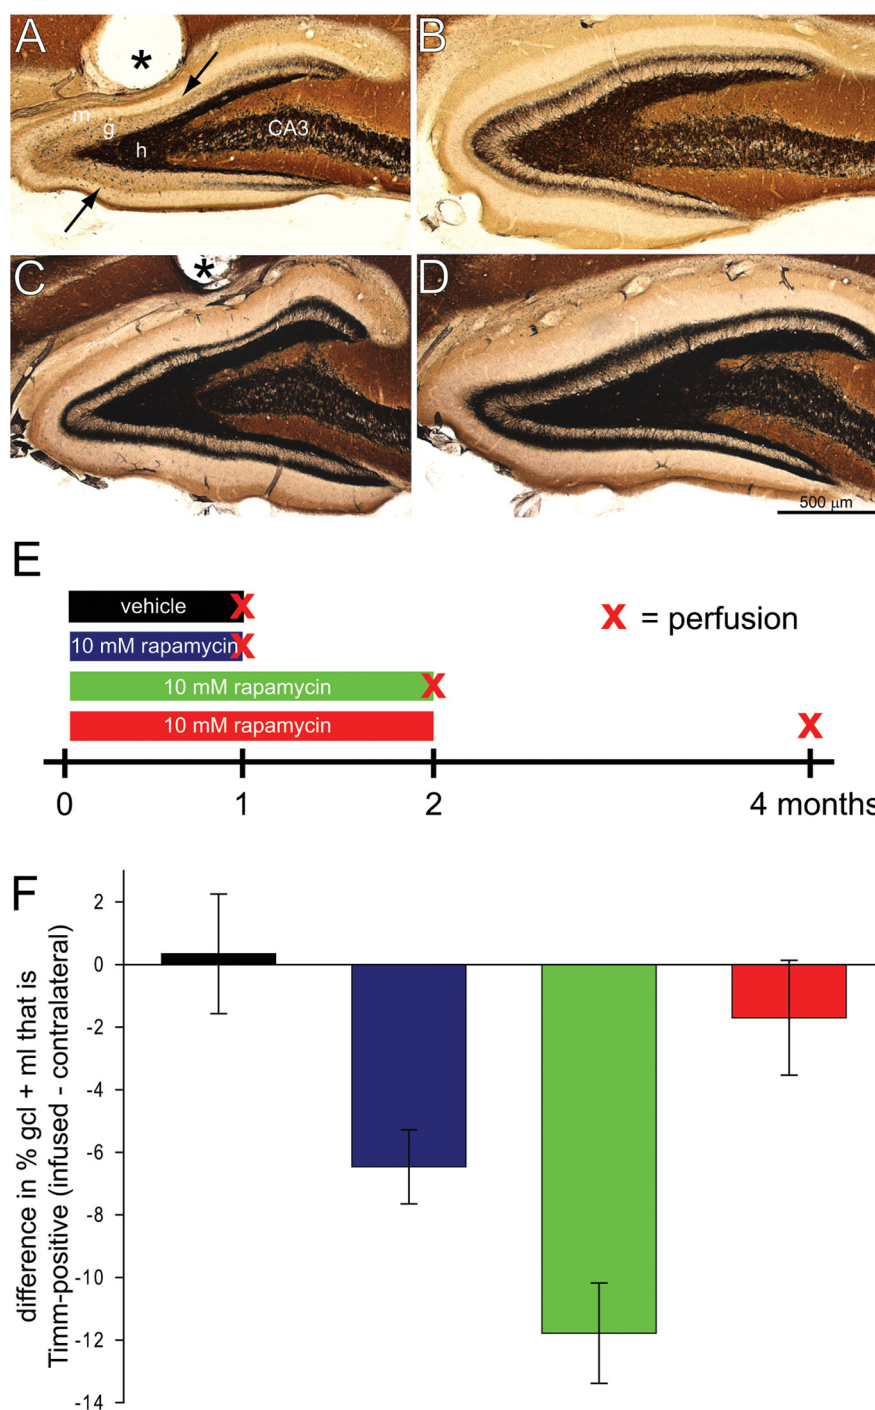 A
B
*
m
g
h
CA3
C
D
*
500 μm
E
vehicle
10 mM rapamycin
10 mM rapamycin
10 mM rapamycin
x = perfusion
0
1
2
4 months
F
difference in % gcl + ml that is
Timm-positive (infused - contralateral)
2
0
-2
-4
-6
-8
-10
-12
-14